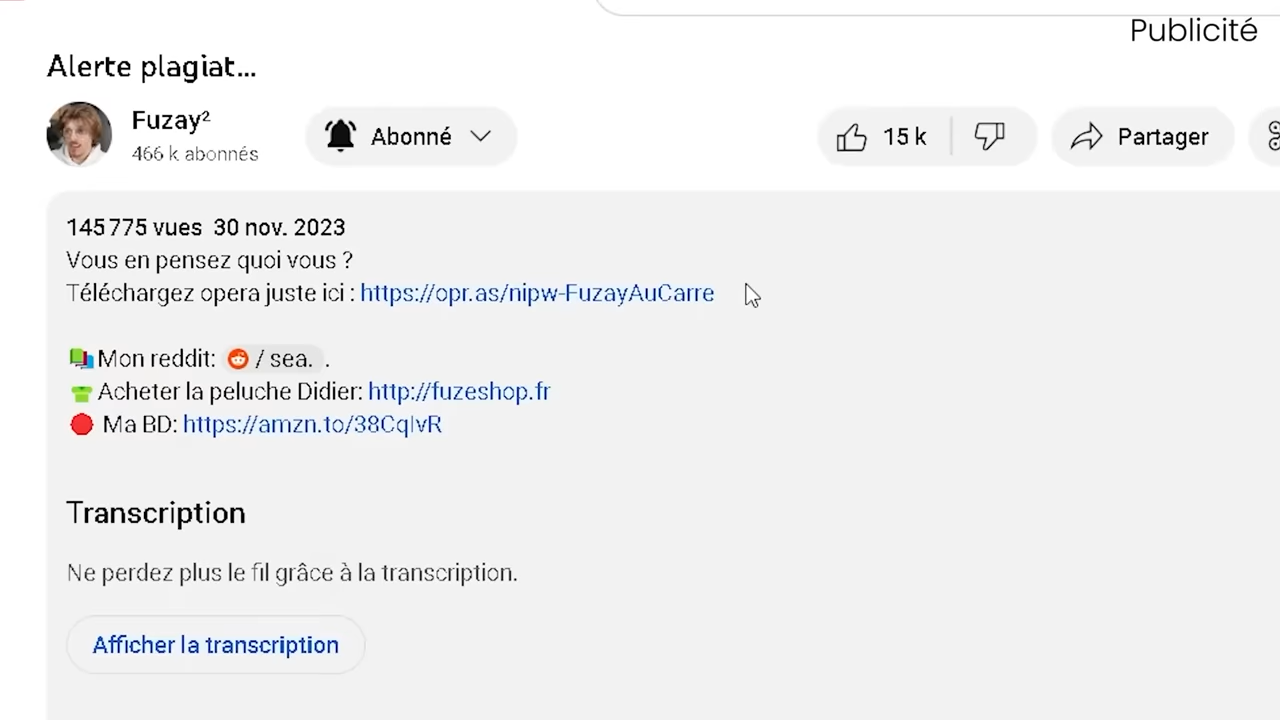 Publicité
Alerte plagiat...
Fuzay²
466 k abonnés
Abonné
15 k
Partager
145 775 vues 30 nov. 2023
Vous en pensez quoi vous ?
Téléchargez opera juste ici : https://opr.as/nipw-FuzayAuCarre
Mon reddit: / sea. .
Acheter la peluche Didier: http://fuzeshop.fr
Ma BD: https://amzn.to/38CqIvR
Transcription
Ne perdez plus le fil grâce à la transcription.
Afficher la transcription